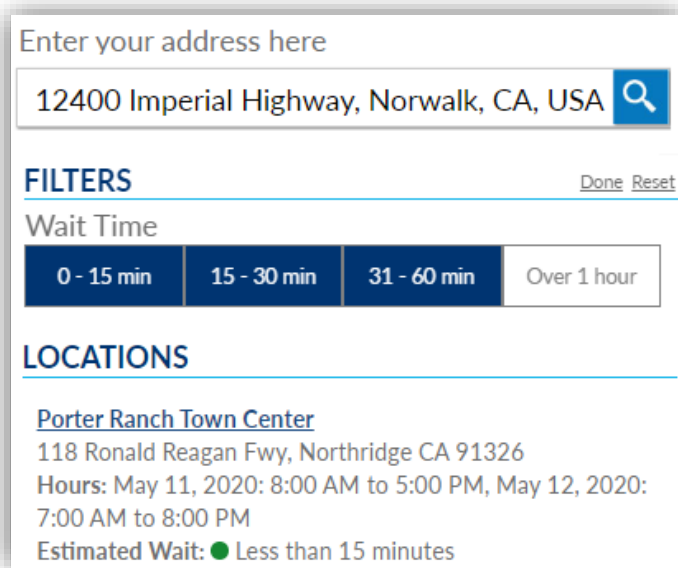 Enter your address here
12400 Imperial Highway, Norwalk, CA, USA
FILTERS Done Reset
Wait Time
0 - 15 min 15 - 30 min 31 - 60 min Over 1 hour
LOCATIONS
Porter Ranch Town Center
118 Ronald Reagan Fwy, Northridge CA 91326
Hours: May 11, 2020: 8:00 AM to 5:00 PM, May 12, 2020:
7:00 AM to 8:00 PM
Estimated Wait: Less than 15 minutes